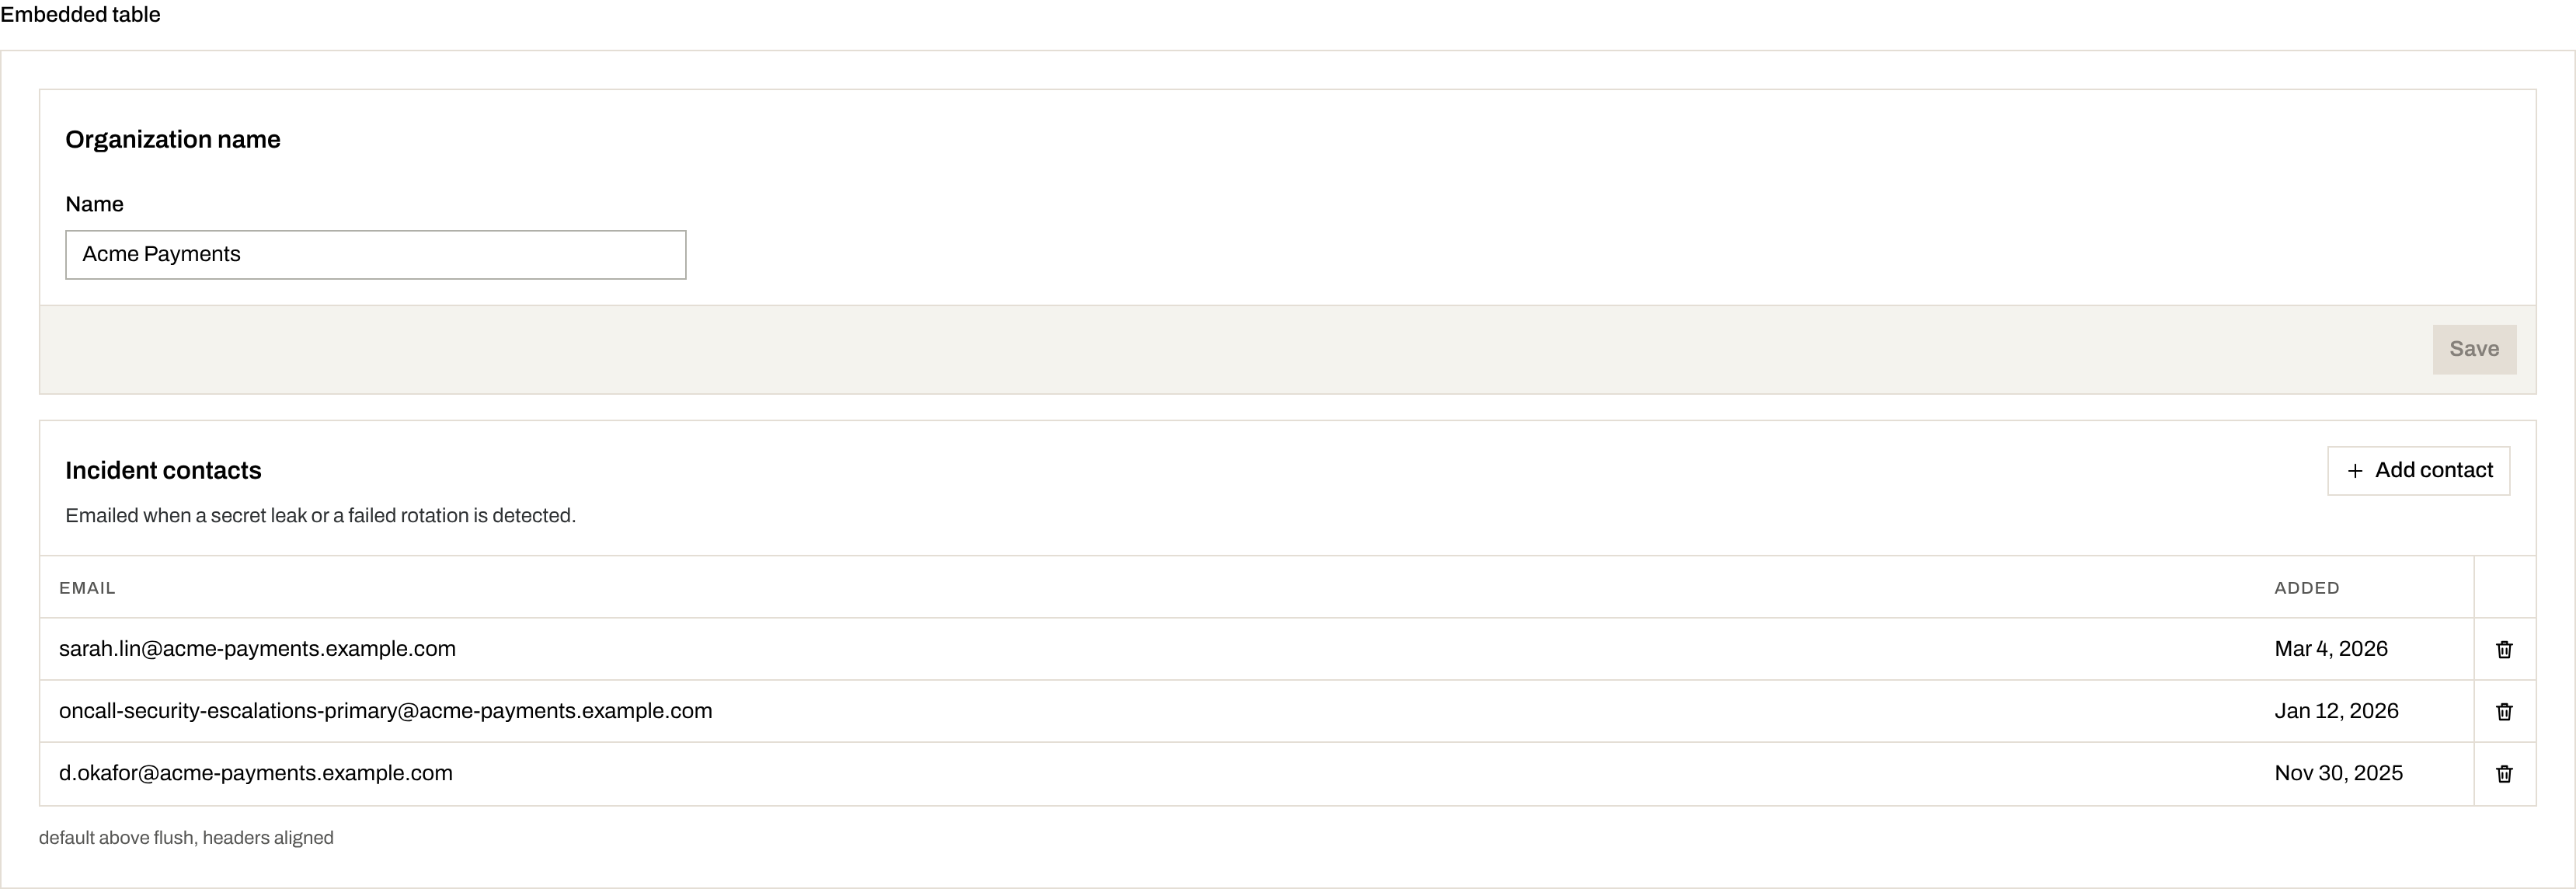 Embedded table
Organization name
Name
Acme Payments
Save
Incident contacts
+ Add contact
Emailed when a secret leak or a failed rotation is detected.
EMAIL ADDED
sarah.lin@acme-payments.example.com Mar 4, 2026
oncall-security-escalations-primary@acme-payments.example.com Jan 12, 2026
d.okafor@acme-payments.example.com Nov 30, 2025
default above flush, headers aligned